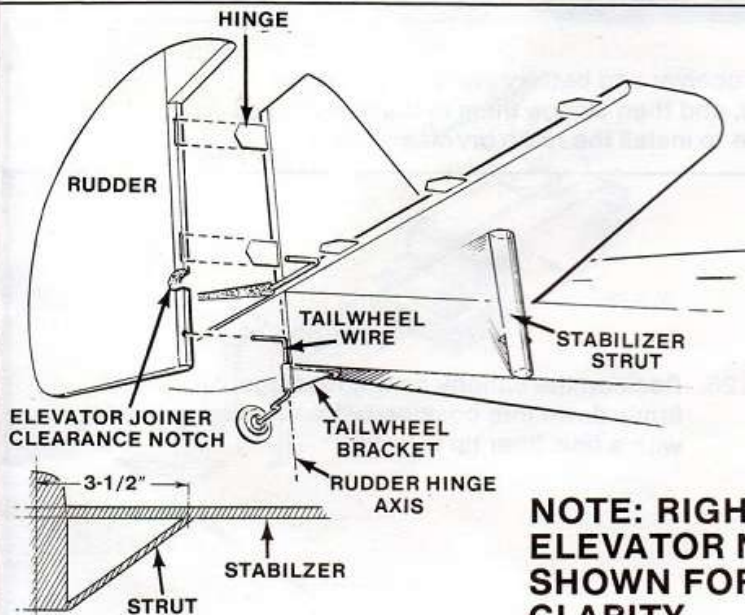 HINGE
RUDDER
TAILWHEEL
WIRE
STABILIZER
STRUT
ELEVATOR JOINER
CLEARANCE NOTCH
TAILWHEEL
BRACKET
3-1/2"
RUDDER HINGE
AXIS
STABILZER
STRUT
NOTE: RIGH
ELEVATOR N
SHOWN FOR
CLARITY